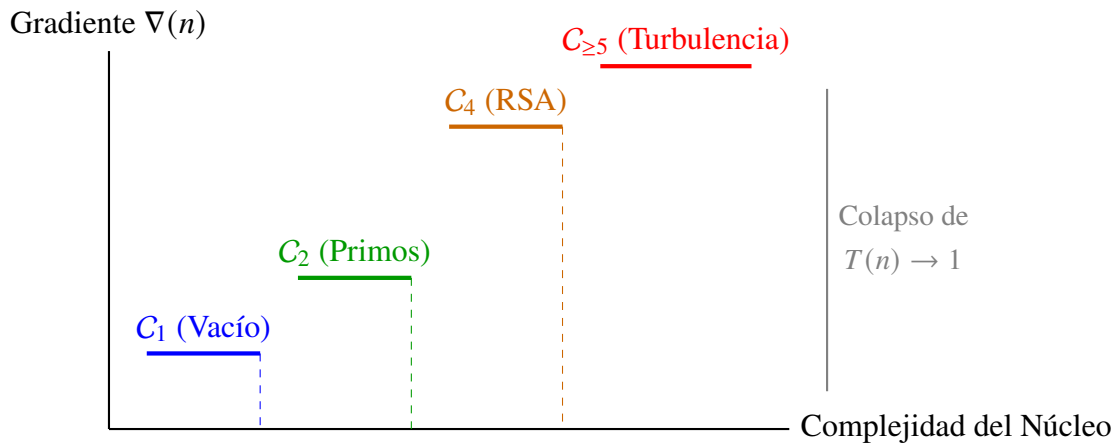 Gradiente ∇(n)
C≥5 (Turbulencia)
C4 (RSA)
Colapso de
T(n) → 1
C2 (Primos)
C1 (Vacío)
Complejidad del Núcleo